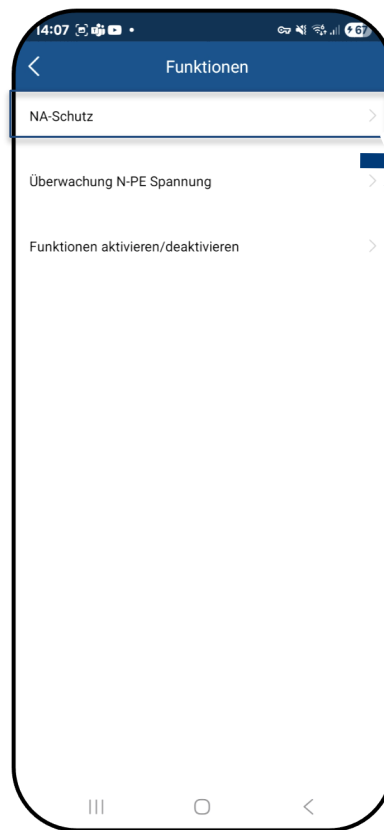 14:07
67
Funktionen
NA-Schutz
Überwachung N-PE Spannung
Funktionen aktivieren/deaktivieren